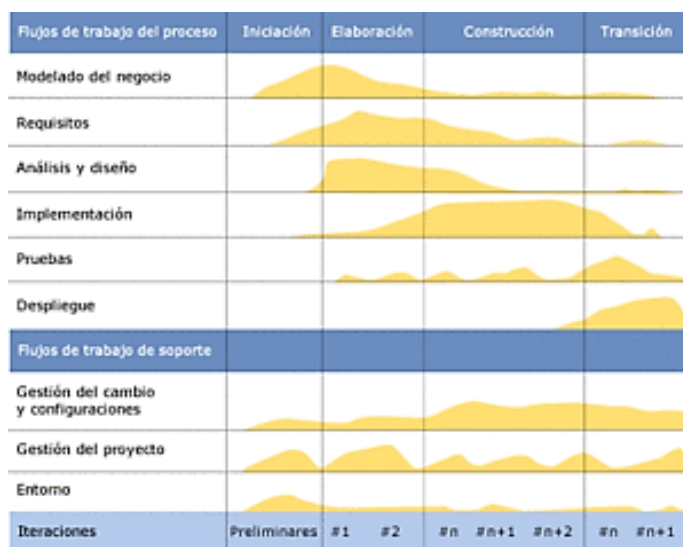 Flujos de trabajo del proceso Iniciación Elaboración Construcción Transición
Modelado del negocio
Requisitos
Análisis y diseño
Implementación
Pruebas
Despliegue
Flujos de trabajo de soporte
Gestión del cambio
y configuraciones
Gestión del proyecto
Entorno
Iteraciones Preliminares #1 #2 #n #n+1 #n+2 #n #n+1